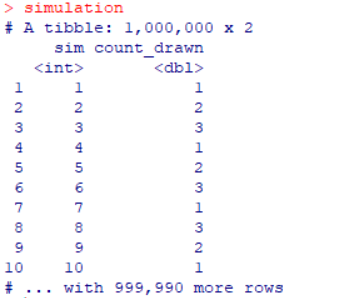 > simulation
# A tibble: 1,000,000 x 2
sim count_drawn
<int> <dbl>
1 1 1
2 2 2
3 3 3
4 4 1
5 5 2
6 6 3
7 7 1
8 8 3
9 9 2
10 10 1
# ... with 999,990 more rows